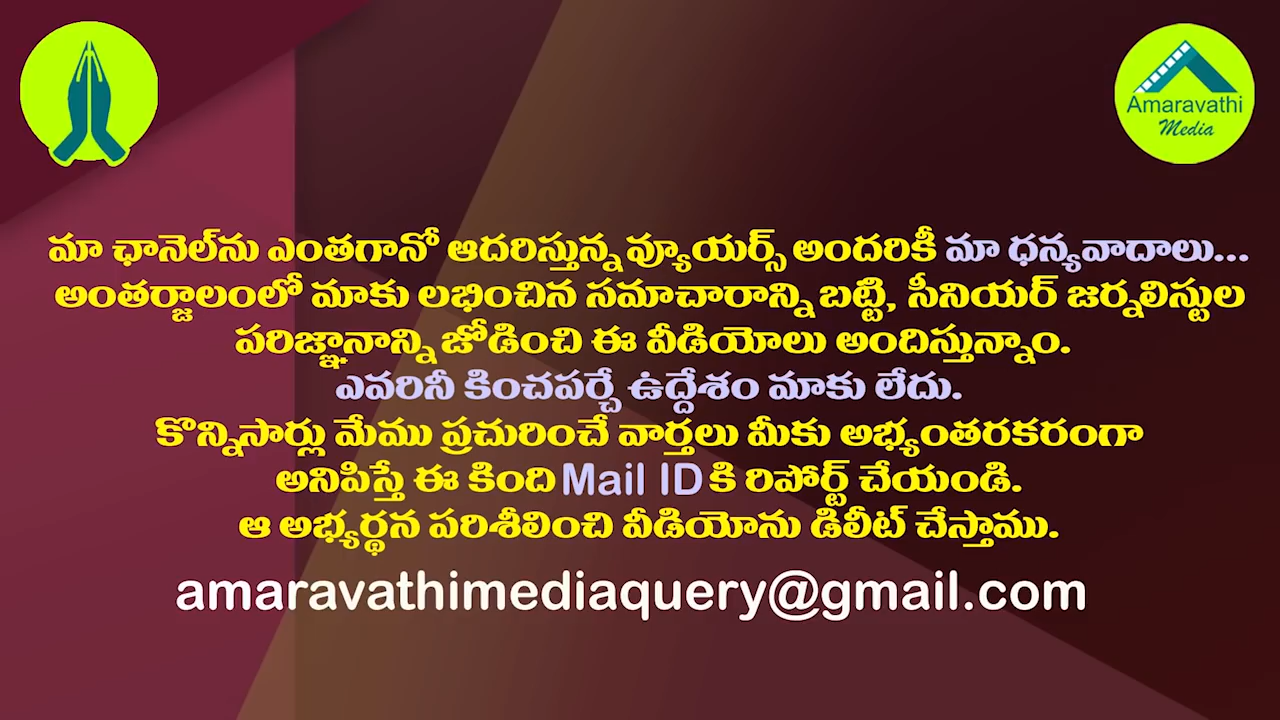 Amaravathi
Media
మా ఛానెల్‌ను ఎంతగానో ఆదరిస్తున్న వ్యూయర్స్ అందరికీ మా ధన్యవాదాలు...
అంతర్జాలంలో మాకు లభించిన సమాచారాన్ని బట్టి, సీనియర్ జర్నలిస్టుల
పరిజ్ఞానాన్ని జోడించి ఈ వీడియోలు అందిస్తున్నాం.
ఎవరినీ కించపర్చే ఉద్దేశం మాకు లేదు.
కొన్నిసార్లు మేము ప్రచురించే వార్తలు మీకు అభ్యంతరకరంగా
అనిపిస్తే ఈ కింది Mail ID కి రిపోర్ట్ చేయండి.
ఆ అభ్యర్థన పరిశీలించి వీడియోను డిలీట్ చేస్తాము.
amaravathimediaquery@gmail.com